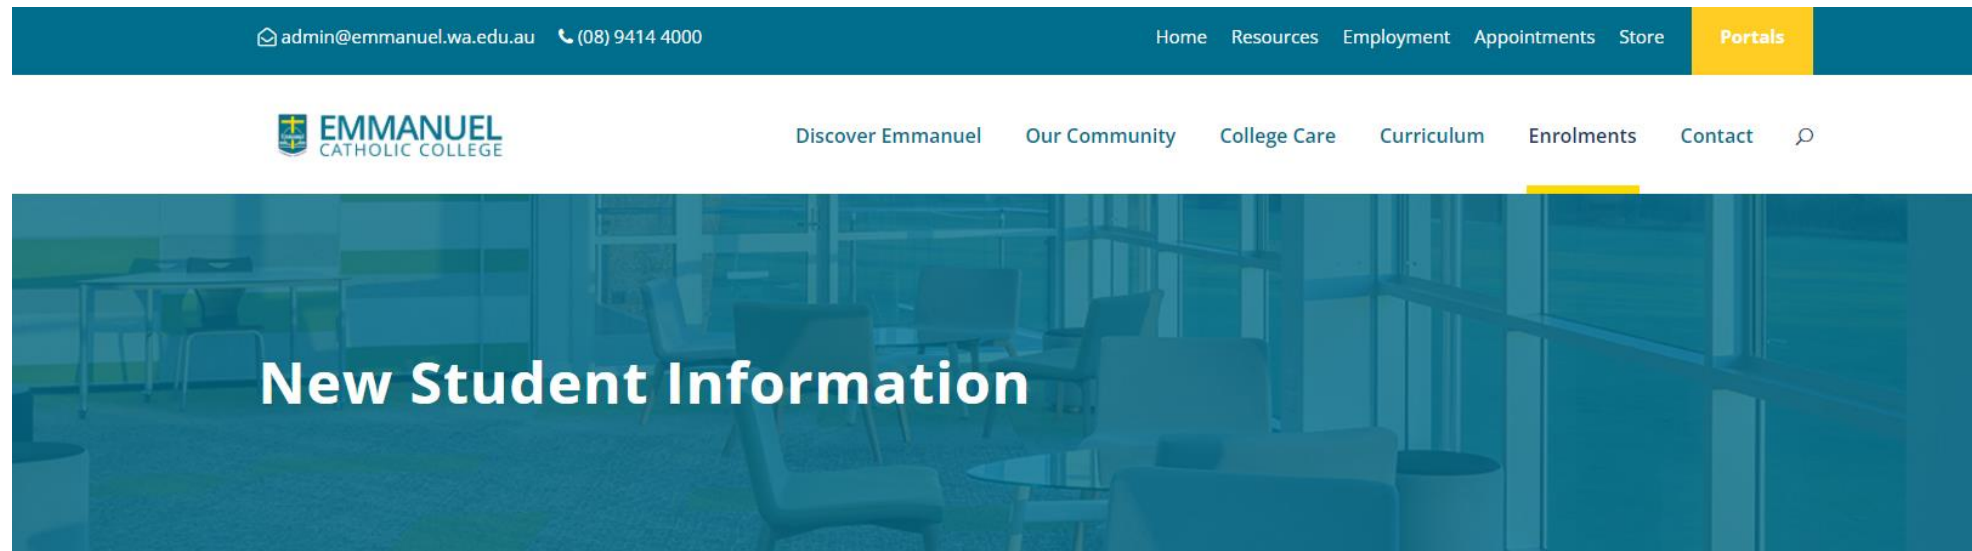 admin@emmanuel.wa.edu.au (08) 9414 4000 Home Resources Employment Appointments Store Portals
EMMANUEL
CATHOLIC COLLEGE
Discover Emmanuel Our Community College Care Curriculum Enrolments Contact
New Student Information